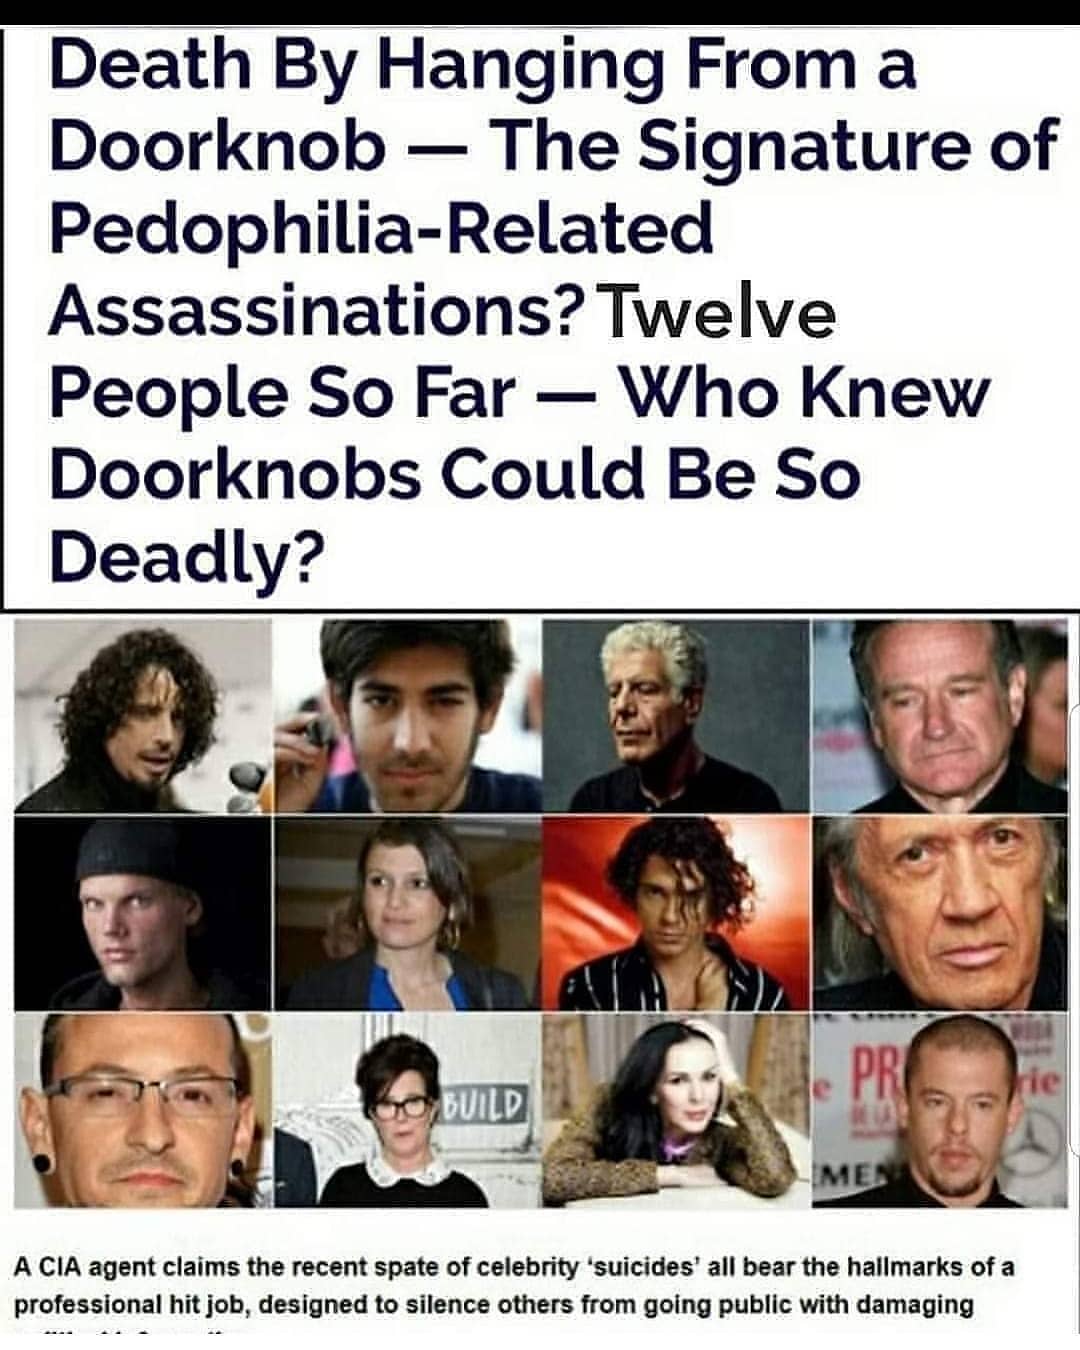 Death By Hanging From a
Doorknob — The Signature of
Pedophilia-Related
Assassinations? Twelve
People So Far — Who Knew
Doorknobs Could Be So
Deadly?
BUILD
e PR rie
MEN
A CIA agent claims the recent spate of celebrity ‘suicides’ all bear the hallmarks of a
professional hit job, designed to silence others from going public with damaging